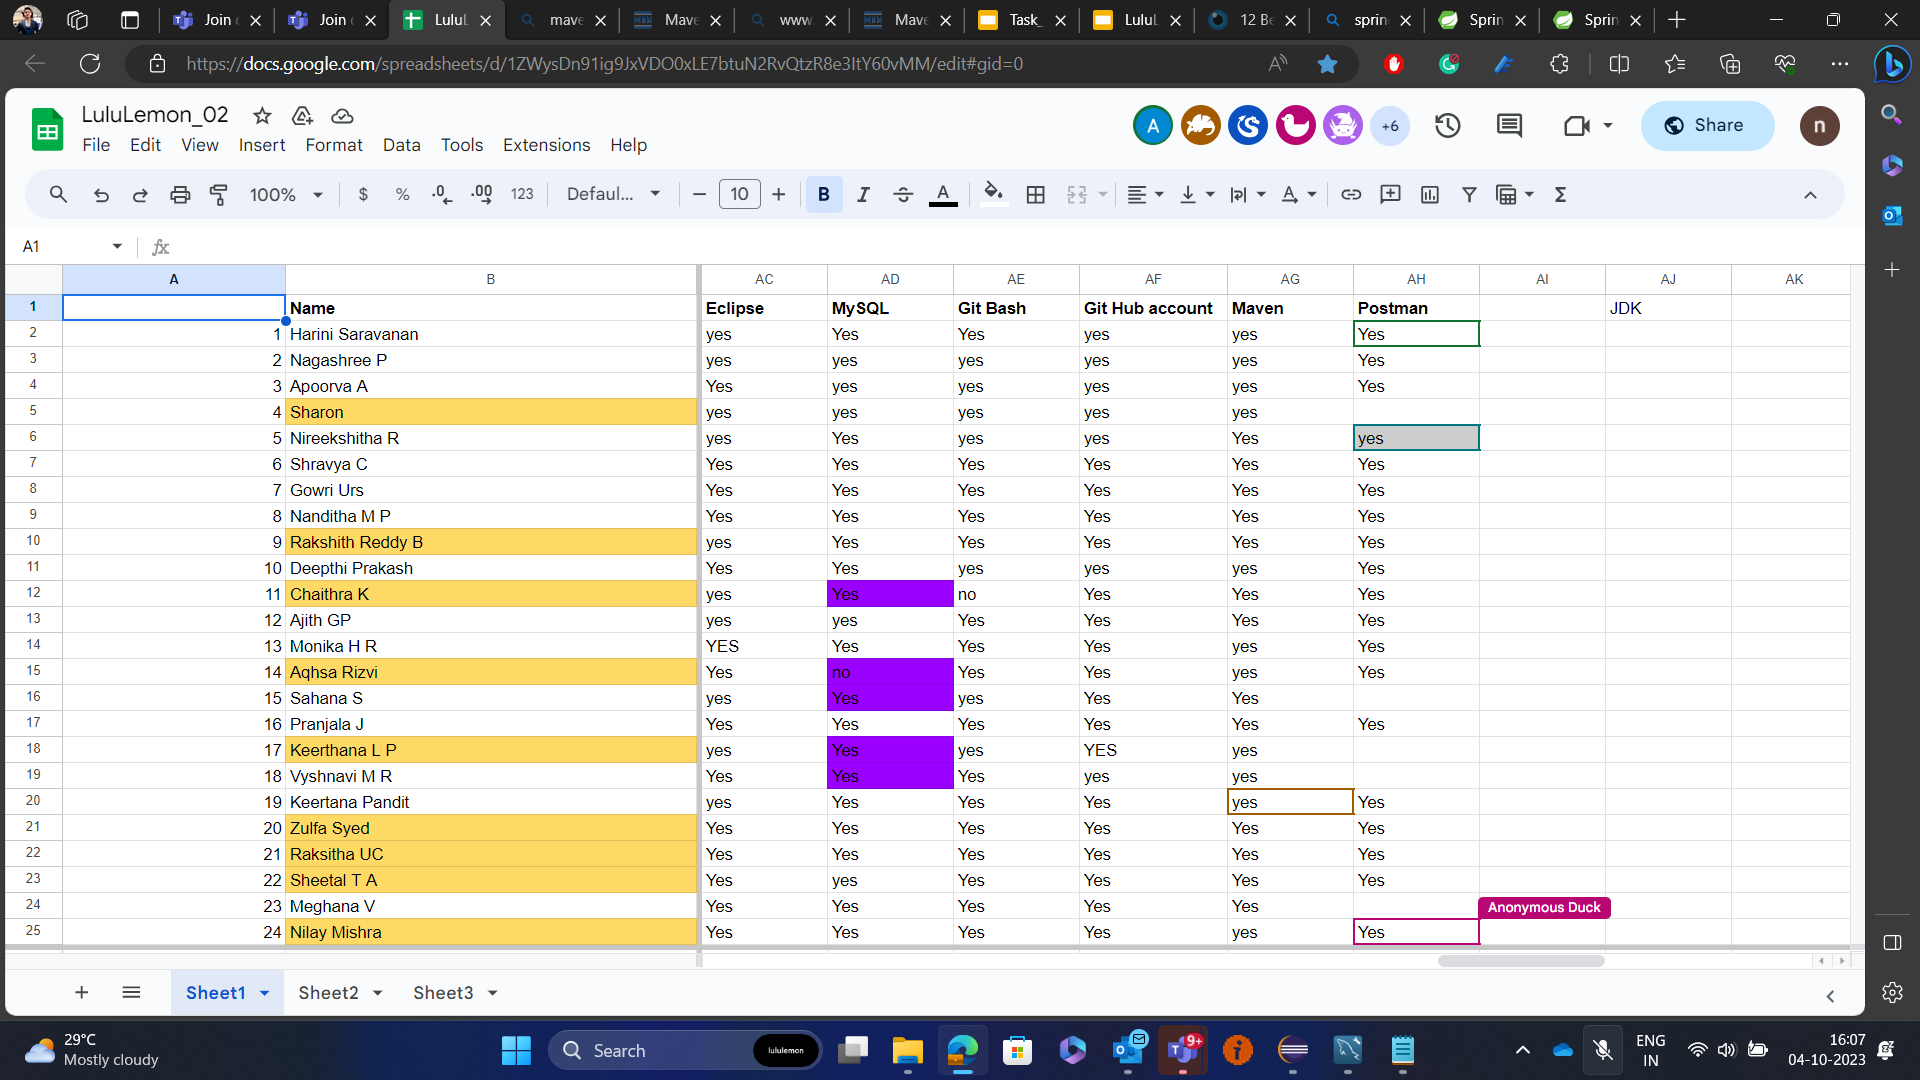 Join
Join
LuluL
mave
Mave
www.
Mave
Task_
LuluL
12 Be
sprin
Sprin
Sprin
https://docs.google.com/spreadsheets/d/1ZWysDn91ig9JxVDO0xLE7btuN2RvQtzR8e3ItY60vMM/edit#gid=0
LuluLemon_02
A +6 Share n
File Edit View Insert Format Data Tools Extensions Help
100% $ % .0 .00 123 Defaul... 10 B I S A
A1 fx
A B AC AD AE AF AG AH AI AJ AK
1 Name Eclipse MySQL Git Bash Git Hub account Maven Postman JDK
2 1 Harini Saravanan yes Yes Yes yes yes Yes
3 2 Nagashree P yes yes yes yes yes Yes
4 3 Apoorva A Yes yes yes yes yes Yes
5 4 Sharon yes yes yes yes yes
6 5 Nireekshitha R yes Yes yes yes Yes yes
7 6 Shravya C Yes Yes Yes Yes Yes Yes
8 7 Gowri Urs Yes Yes Yes Yes Yes Yes
9 8 Nanditha M P Yes Yes Yes Yes Yes Yes
10 9 Rakshith Reddy B yes Yes Yes Yes Yes Yes
11 10 Deepthi Prakash Yes Yes yes yes yes Yes
12 11 Chaithra K yes Yes no Yes Yes Yes
13 12 Ajith GP yes yes Yes Yes Yes Yes
14 13 Monika H R YES Yes Yes Yes yes Yes
15 14 Aqhsa Rizvi Yes no Yes Yes yes Yes
16 15 Sahana S yes Yes yes Yes Yes
17 16 Pranjala J Yes Yes Yes Yes Yes Yes
18 17 Keerthana L P yes Yes yes YES yes
19 18 Vyshnavi M R Yes Yes Yes yes yes
20 19 Keertana Pandit yes Yes Yes Yes yes Yes
21 20 Zulfa Syed Yes Yes Yes Yes Yes Yes
22 21 Raksitha UC Yes Yes Yes Yes Yes Yes
23 22 Sheetal T A Yes yes Yes Yes Yes Yes
24 23 Meghana V Yes Yes Yes Yes Yes
Anonymous Duck
25 24 Nilay Mishra Yes Yes Yes Yes yes Yes
Sheet1 Sheet2 Sheet3
29°C
Mostly cloudy
Search
lululemon
9+
ENG
IN
16:07
04-10-2023